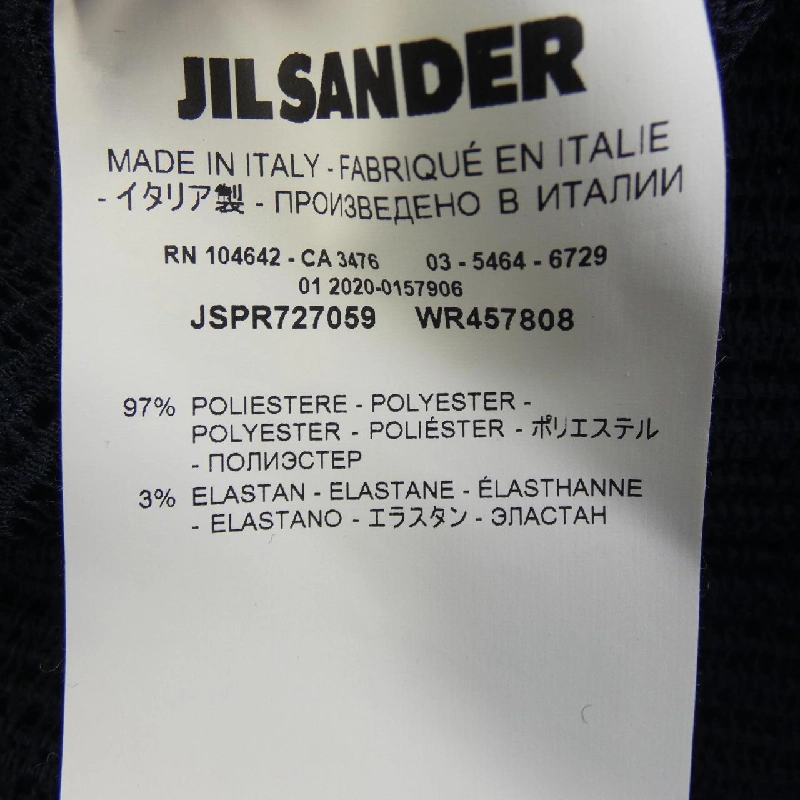 JIL SANDER
MADE IN ITALY - FABRIQUÉ EN ITALIE
- イタリア製 - ПРОИЗВЕДЕНО В ИТАЛИИ
RN 104642 - CA 3476 03 - 5464 - 6729
01 2020-0157906
JSPR727059 WR457808
97% POLIESTERE - POLYESTER -
POLYESTER - POLIÉSTER - ポリエステル
- ПОЛИЭСТЕР
3% ELASTAN - ELASTANE - ÉLASTHANNE
- ELASTANO - エラスタン - ЭЛАСТАН